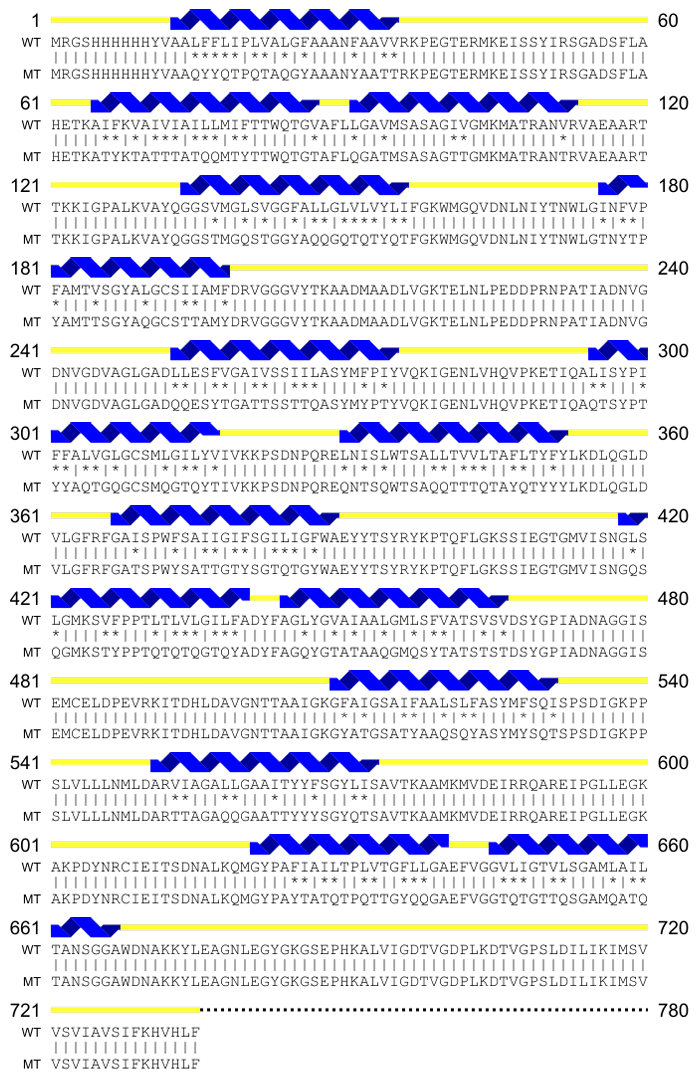 1 60
WT MRGSHHHHHHYVAALFFLIPLVALGFAAANFAAVVRKPEGTERMKEISSYIRSGADSFLA
MT MRGSHHHHHHYVAAQYYQTPQTAQGYAAANYAATTRKPEGTERMKEISSYIRSGADSFLA
61 120
WT HETKAIFKVAIVIAILLMIFTTWQTGVAFLLGAVMSASAGIVGMKMATRANVRVAEAART
MT HETKATYKTATTTATQQMTYTTWQTGTAFLQGATMSASAGTTGMKMATRANTRVAEAART
121 180
WT TKKIGPALKVAYQGGSVMGLSVGGFALLGLVLVYLIFGKWMGQVDNLNIYTNWLGINFVP
MT TKKIGPALKVAYQGGSTMGQSTGGYAQQGQTQTYQTFGKWMGQVDNLNIYTNWLGTNYTP
181 240
WT FAMTVSGYALGCSIIAMFDRVGGGVYTKAADMAADLVGKTELNLPEDDPRNPATIADNVG
MT YAMTTSGYAQGCSTTAMYDRVGGGVYTKAADMAADLVGKTELNLPEDDPRNPATIADNVG
241 300
WT DNVGDVAGLGADLLESFVGAIVSSIILASYMFPIYVQKIGENLVHQVPKETIQALISYPI
MT DNVGDVAGLGADQQESYTGATTSSTTQASYMYPTYVQKIGENLVHQVPKETIQAQTSYPT
301 360
WT FFALVGLGCSMLGILYVIVKKPSDNPQRELNISLWTSALLTVVLTAFLTYFYLKDLQGLD
MT YYAQTGQGCSMQGTQYTIVKKPSDNPQREQNTSQWTSAQQTTTQTAYQTYYYLKDLQGLD
361 420
WT VLGFRFGAISPWFSAIIGIFSGILIGFWAEYYTSYRYKPTQFLGKSSIEGTGMVISNGLS
MT VLGFRFGATSPWYSATTGTYSGTQTGYWAEYYTSYRYKPTQFLGKSSIEGTGMVISNGQS
421 480
WT LGMKSVFPPTLTLVLGILFADYFAGLYGVAIAALGMLSFVATSVSVDSYGPIADNAGGIS
MT QGMKSTYPPTQTQTQGTQYADYFAGQYGTATAAQGMQSYTATSTSTDSYGPIADNAGGIS
481 540
WT EMCELDPEVRKITDHLDAVGNTTAAIGKGFAIGSAIFAALSLFASYMFSQISPSDIGKPP
MT EMCELDPEVRKITDHLDAVGNTTAAIGKGYATGSATYAAQSQYASYMYSQTSPSDIGKPP
541 600
WT SLVLLLNMLDARVIAGALLGAAITYYFSGYLISAVTKAAMKMVDEIRRQAREIPGLLEGK
MT SLVLLLNMLDARTTAGAQQGAATTYYYSGYQTSAVTKAAMKMVDEIRRQAREIPGLLEGK
601 660
WT AKPDYNRCIEITSDNALKQMGYPAFIAILTPLVTGFLLGAEFVGGVLIGTVLSGAMLAIL
MT AKPDYNRCIEITSDNALKQMGYPAYTATQTPQTTGYQQGAEFVGGTQTGTTQSGAMQATQ
661 720
WT TANSGGAWDNAKKYLEAGNLEGYGKGSEPHKALVIGDTVGDPLKDTVGPSLDILIKIMSV
MT TANSGGAWDNAKKYLEAGNLEGYGKGSEPHKALVIGDTVGDPLKDTVGPSLDILIKIMSV
721 780
WT VSVIAVSIFKHVHLF
MT VSVIAVSIFKHVHLF